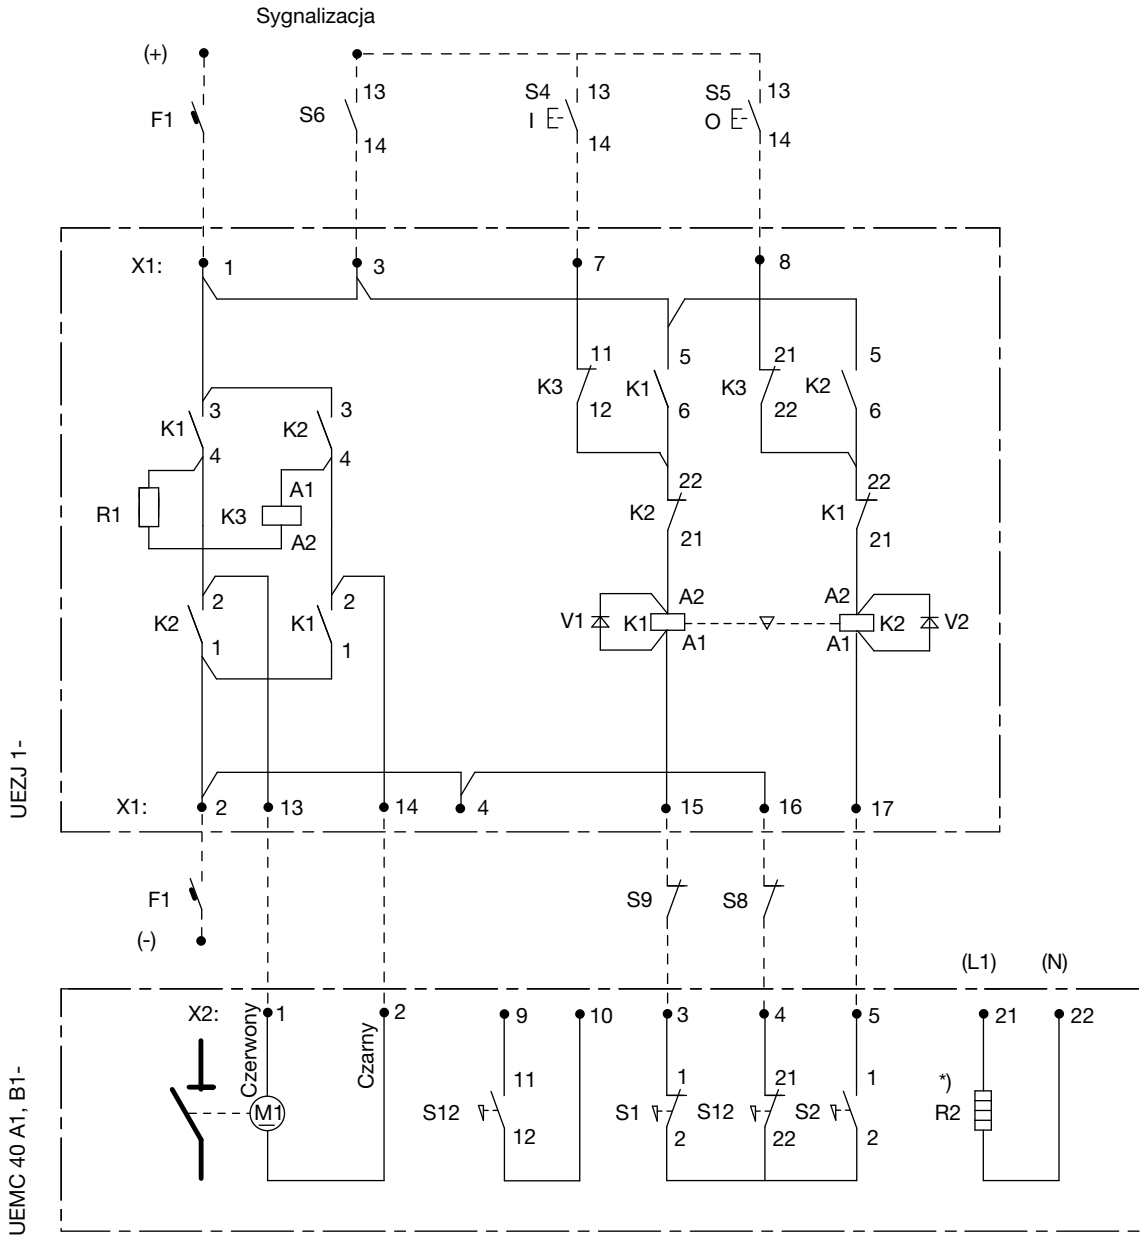 Sygnalizacja
(+)
F1
S6
13
14
S4
I
13
14
S5
O
13
14
X1:
1
3
7
8
K1
3
4
K2
3
4
R1
K3
A1
A2
K2
2
1
K1
2
1
K3
11
12
K1
5
6
K3
21
22
K2
5
6
K2
22
21
K1
22
21
V1
K1
A2
A1
A2
A1
K2
V2
UEZJ 1-
X1:
2
13
14
4
15
16
17
F1
(-)
S9
S8
(L1)
(N)
X2:
Czerwony
1
Czarny
2
9
10
3
4
5
21
22
M1
S12
11
12
S1
1
2
S12
21
22
S2
1
2
*)
R2
UEMC 40 A1, B1-